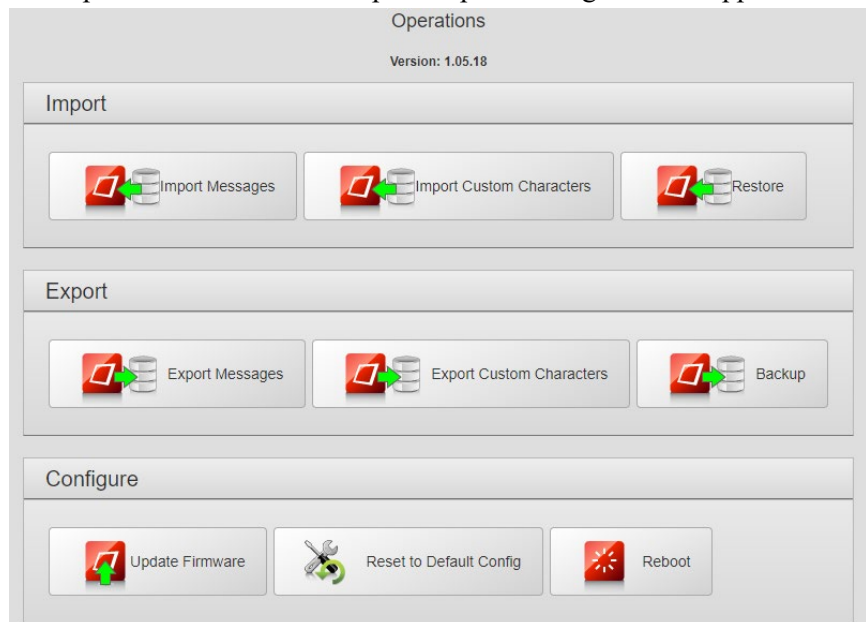 Operations
Version: 1.05.18
Import
Import Messages Import Custom Characters Restore
Export
Export Messages Export Custom Characters Backup
Configure
Update Firmware Reset to Default Config Reboot